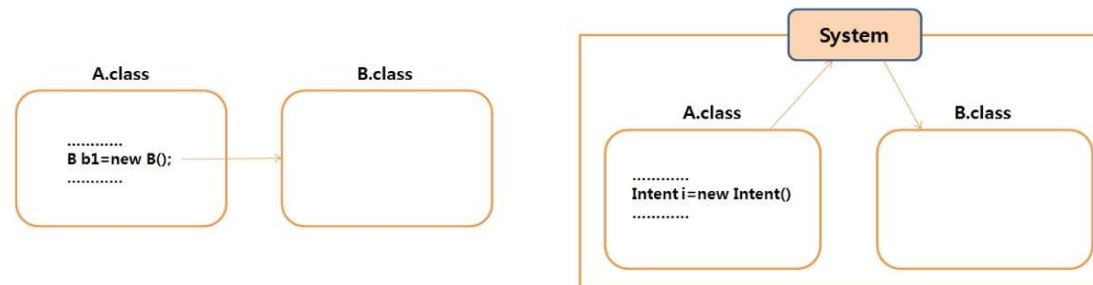 A.class
B.class
............
B b1=new B();
............
System
A.class
B.class
............
Intent i=new Intent()
............